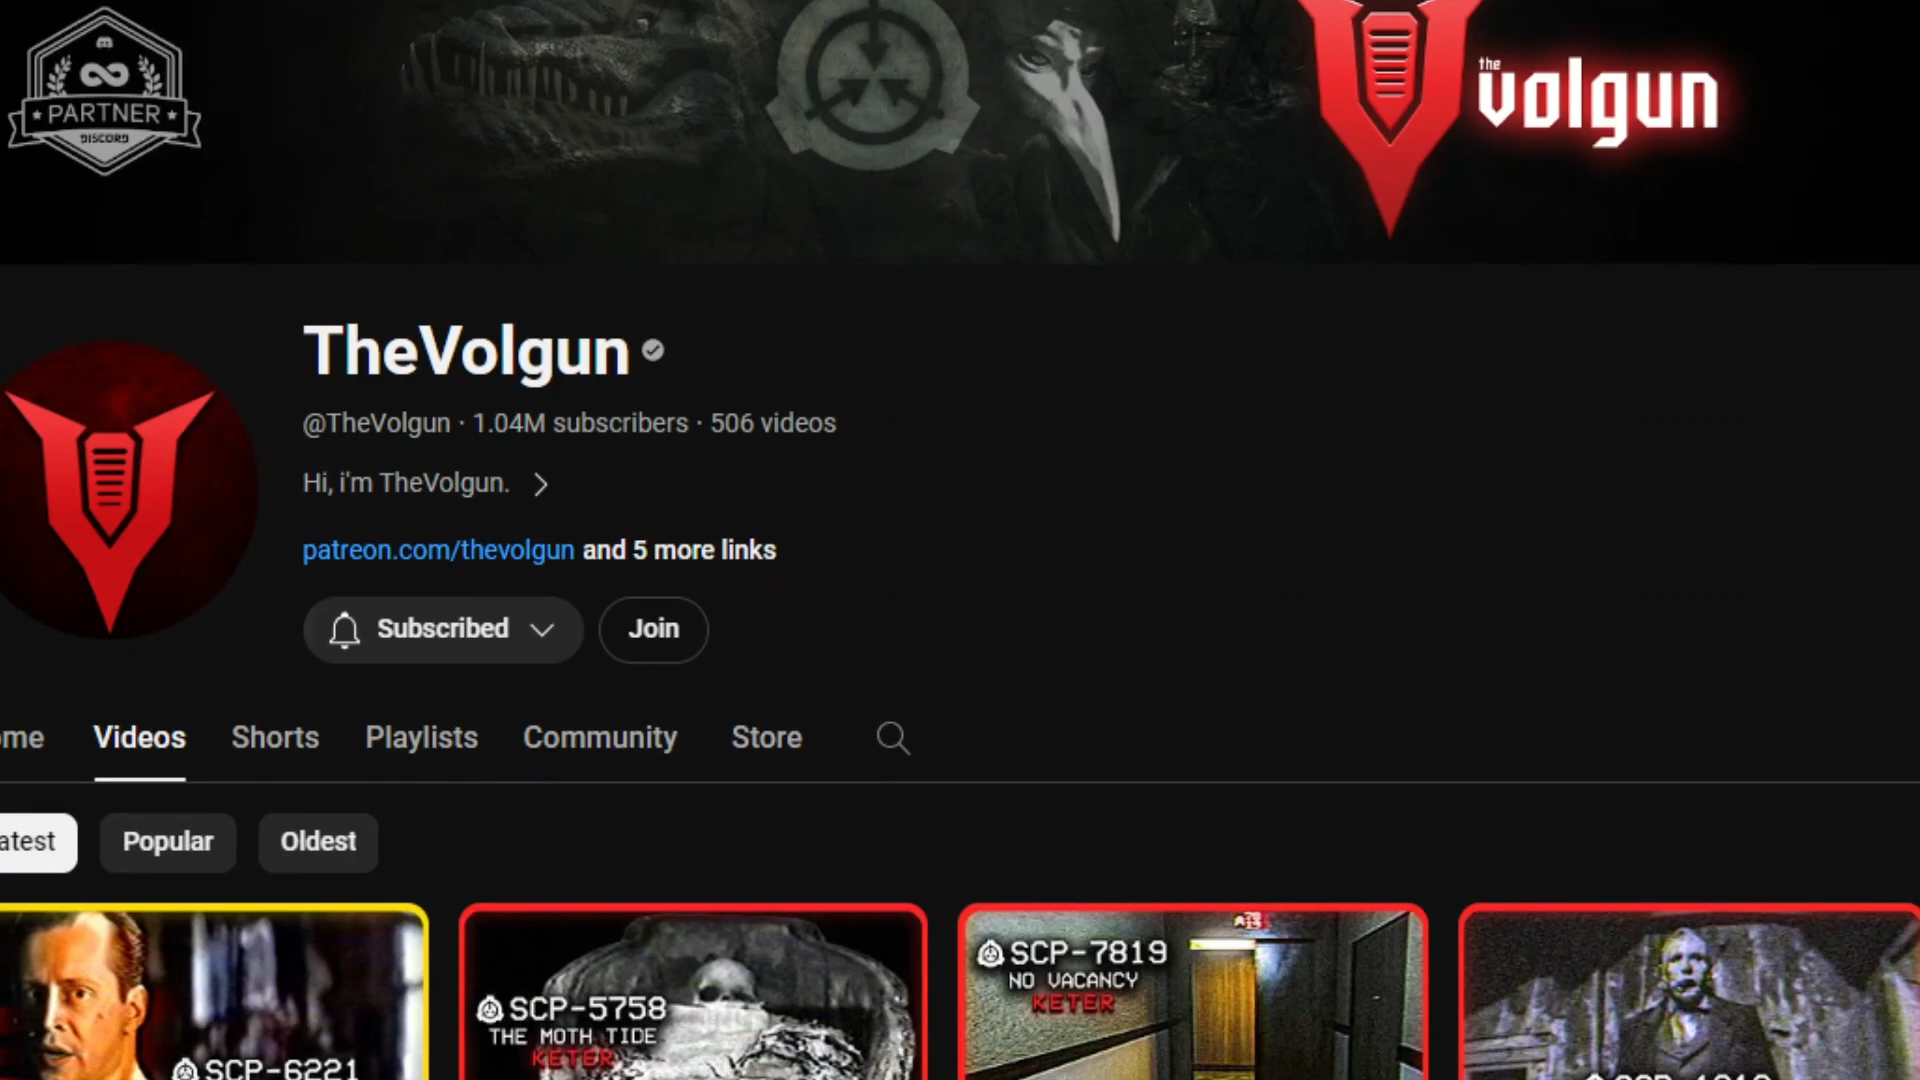 PARTNER
DISCORD
the
volgun
TheVolgun
@TheVolgun · 1.04M subscribers · 506 videos
Hi, i'm TheVolgun.
patreon.com/thevolgun and 5 more links
Subscribed
Join
ome
Videos
Shorts
Playlists
Community
Store
atest
Popular
Oldest
SCP-6221
SCP-5758
THE MOTH TIDE
KETER
SCP-7819
NO VACANCY
KETER